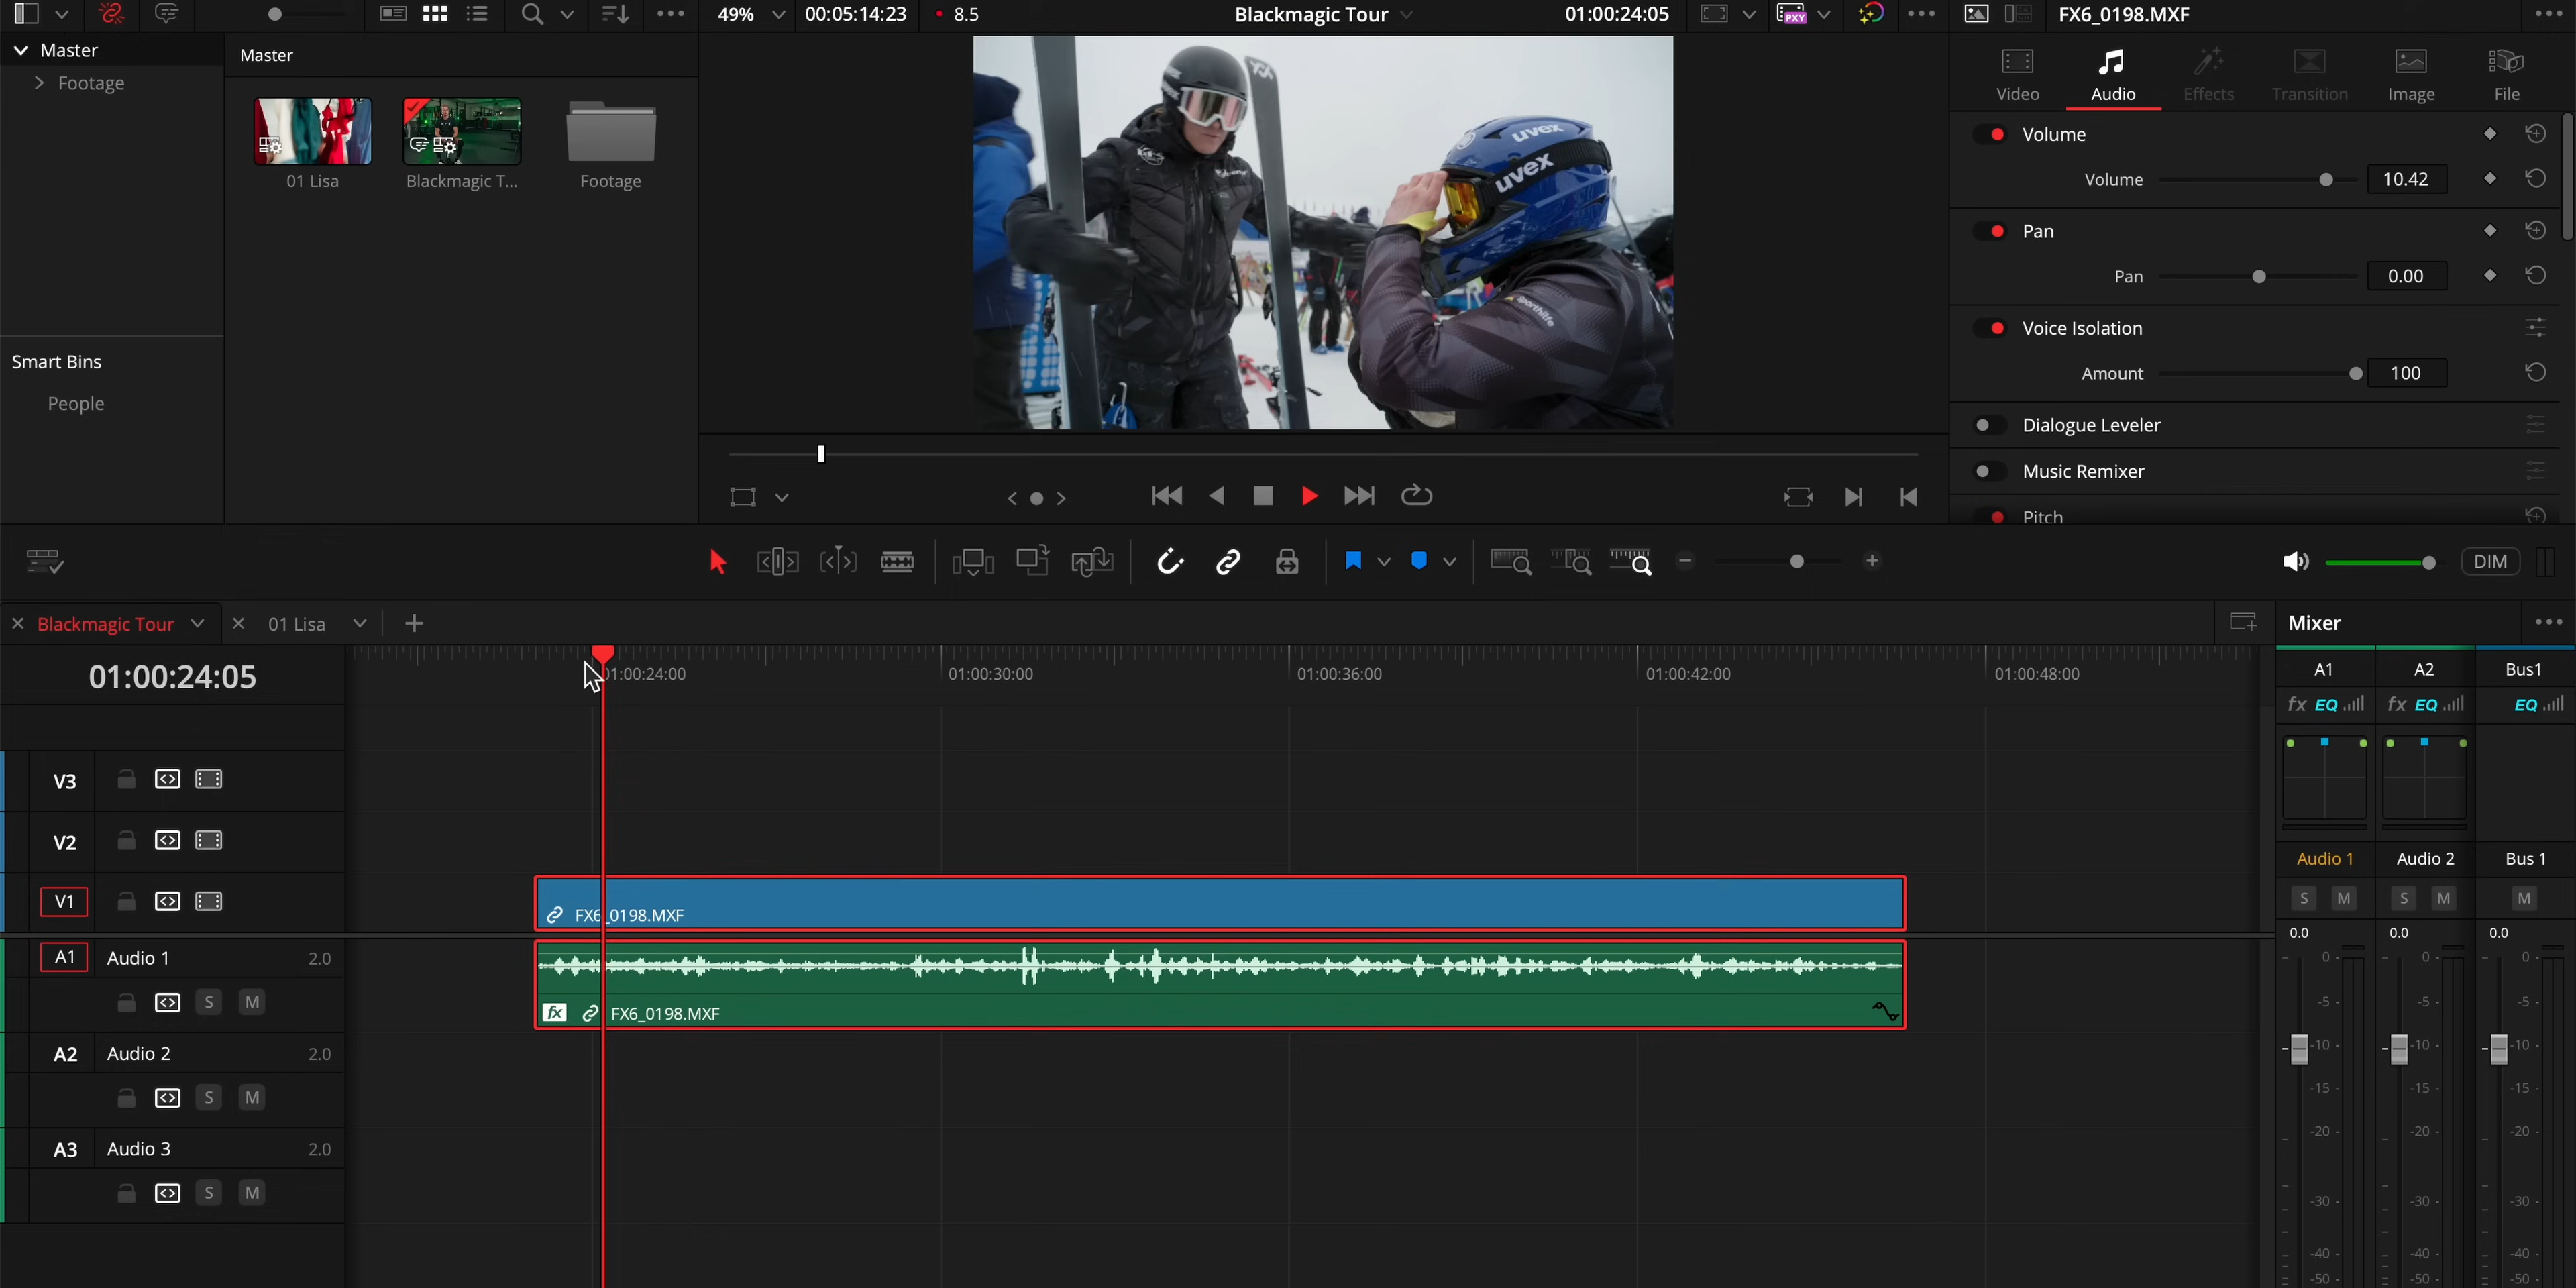 49%
00:05:14:23
8.5
Blackmagic Tour
01:00:24:05
PXY
FX6_0198.MXF
Master
Footage
Master
01 Lisa
Blackmagic T...
Footage
Smart Bins
People
uvex
uvex
Sporthilfe
Video
Audio
Effects
Transition
Image
File
Volume
Volume
10.42
Pan
Pan
0.00
Voice Isolation
Amount
100
Dialogue Leveler
Music Remixer
Pitch
DIM
Blackmagic Tour
01 Lisa
Mixer
01:00:24:05
01:00:24:00
01:00:30:00
01:00:36:00
01:00:42:00
01:00:48:00
V3
V2
V1
FX6_0198.MXF
A1
Audio 1
2.0
S
M
fx
FX6_0198.MXF
A2
Audio 2
2.0
S
M
A3
Audio 3
2.0
S
M
A1
A2
Bus1
fx EQ
fx EQ
EQ
Audio 1
Audio 2
Bus 1
S
M
S
M
M
0.0
0.0
0.0
0-
0-
0-
-5-
-5-
-5-
-10-
-10-
-10-
-15-
-15-
-15-
-20-
-20-
-20-
-30-
-30-
-30-
-40-
-40-
-40-
-50-
-50-
-50-